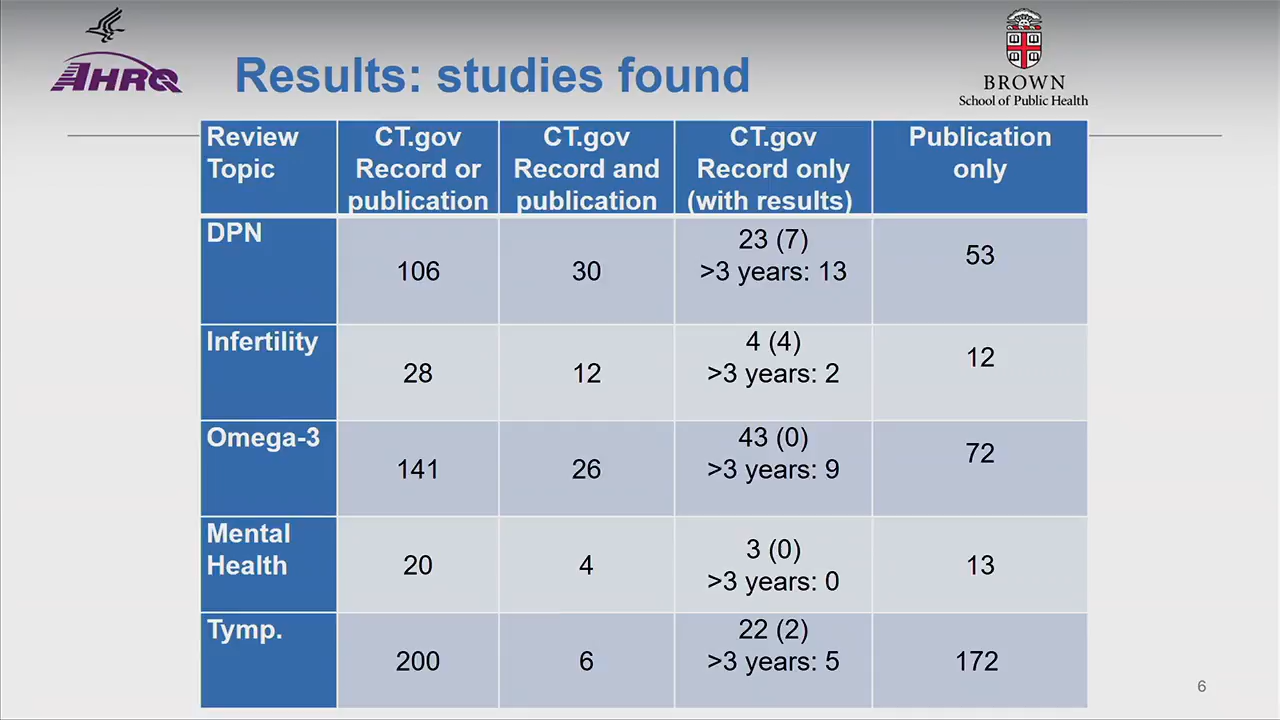 AHRQ
Results: studies found
BROWN
School of Public Health
Review Topic
CT.gov Record or publication
CT.gov Record and publication
CT.gov Record only (with results)
Publication only
DPN
106
30
23 (7)
>3 years: 13
53
Infertility
28
12
4 (4)
>3 years: 2
12
Omega-3
141
26
43 (0)
>3 years: 9
72
Mental Health
20
4
3 (0)
>3 years: 0
13
Tymp.
200
6
22 (2)
>3 years: 5
172
6